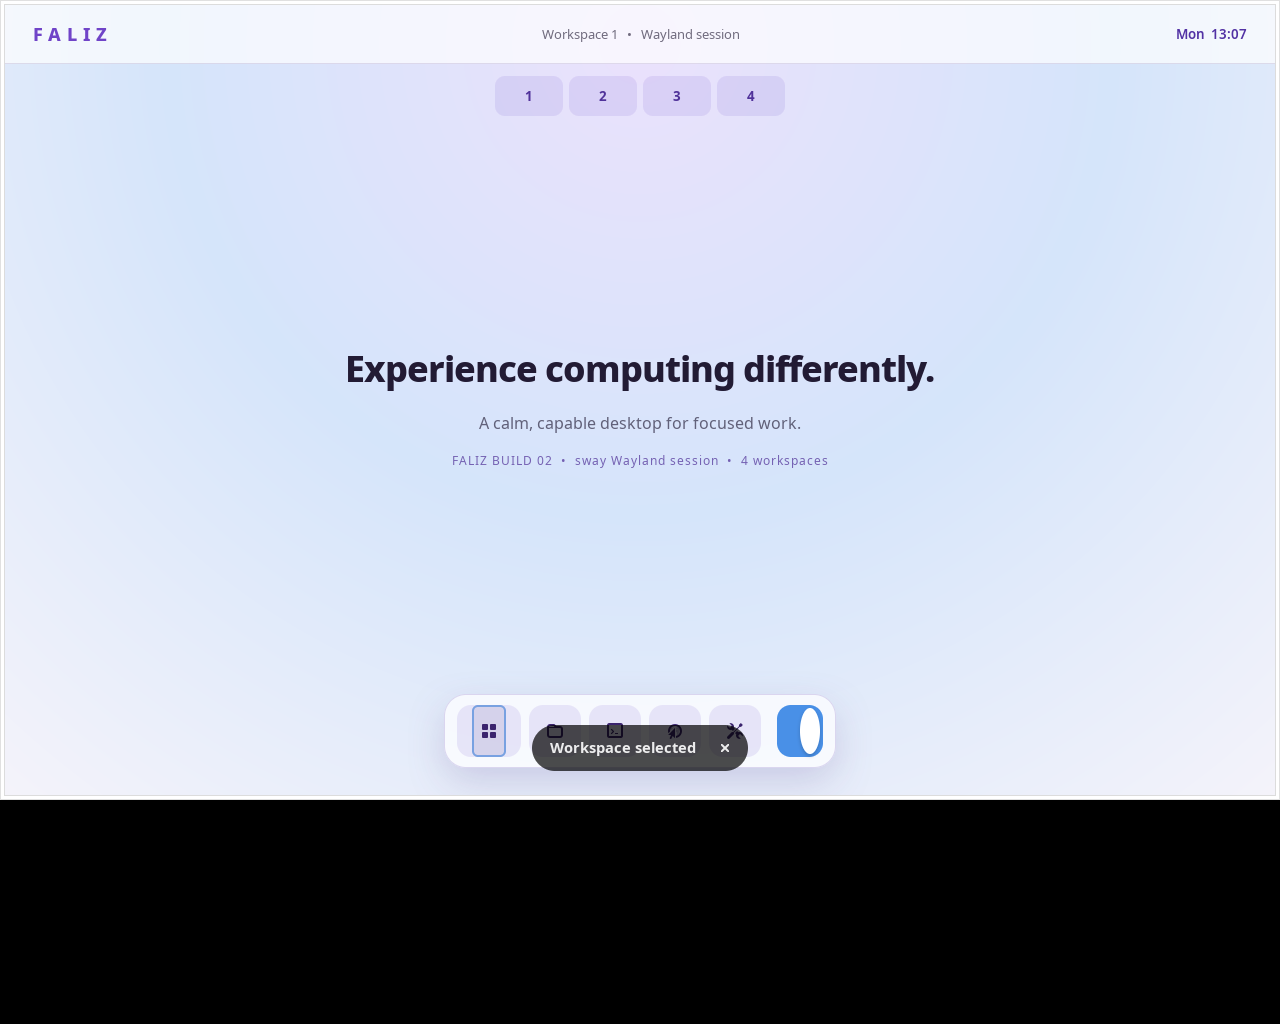 FALIZ
Workspace 1 • Wayland session
Mon 13:07
1 2 3 4
Experience computing differently.
A calm, capable desktop for focused work.
FALIZ BUILD 02 • sway Wayland session • 4 workspaces
Workspace selected ×